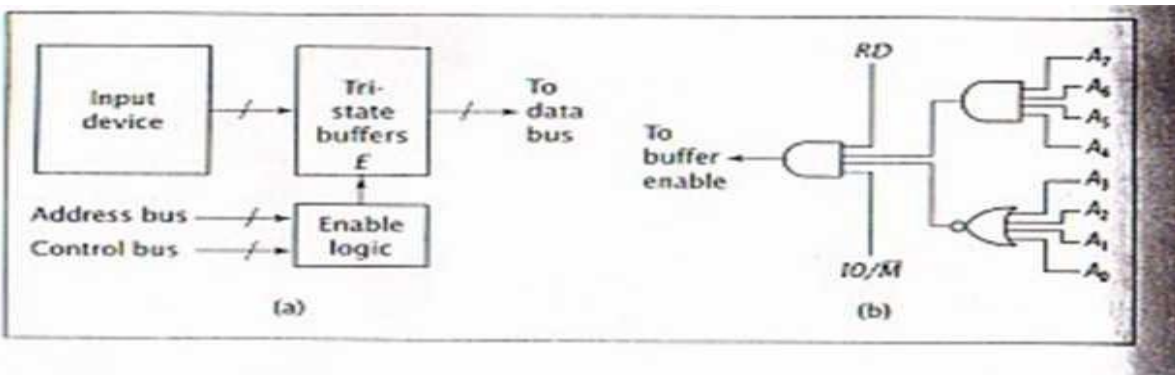 Input device
Tri-state buffers
E
To data bus
Address bus
Control bus
Enable logic
(a)
RD
To buffer enable
IO/M̅
A₇
A₆
A₅
A₄
A₃
A₂
A₁
A₀
(b)